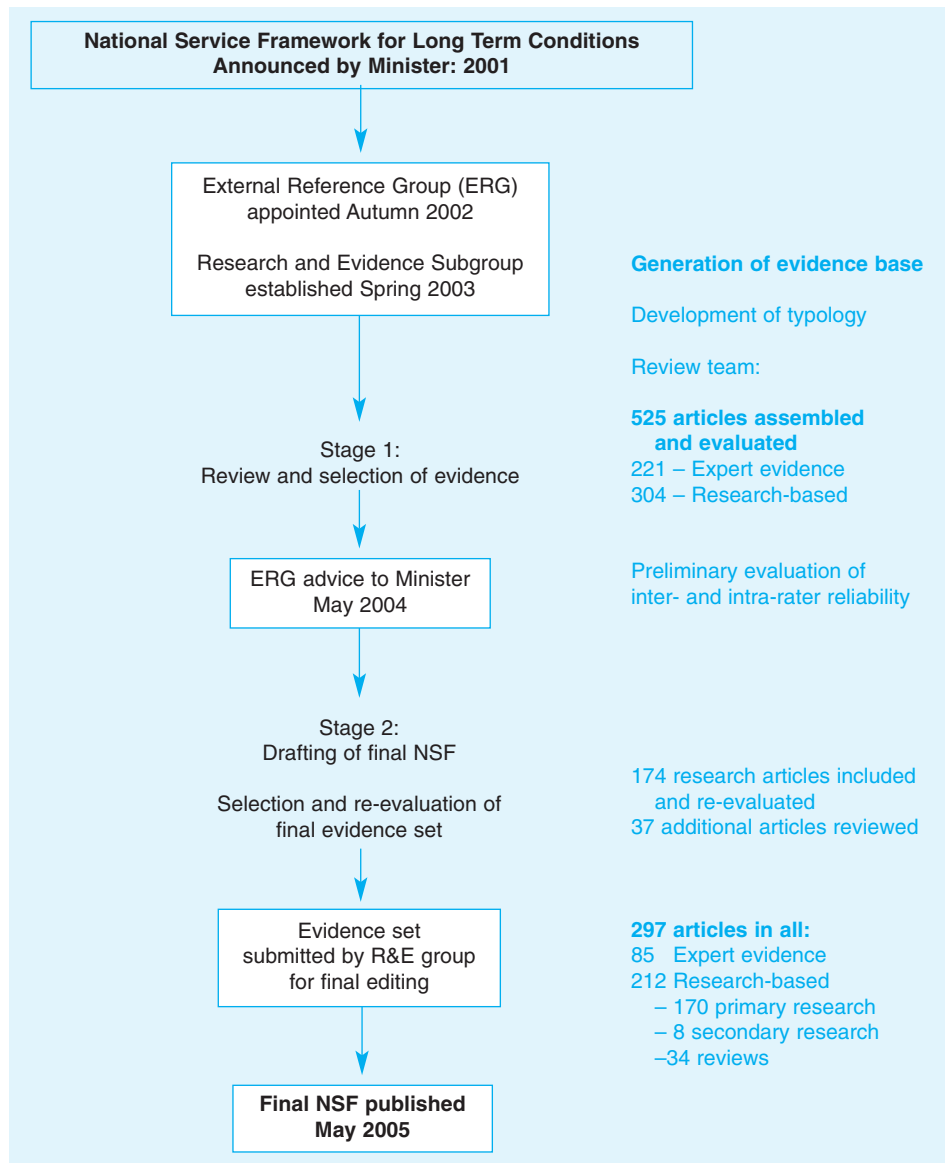 National Service Framework for Long Term Conditions
Announced by Minister: 2001
External Reference Group (ERG)
appointed Autumn 2002
Research and Evidence Subgroup
established Spring 2003
Generation of evidence base
Development of typology
Review team:
525 articles assembled
and evaluated
221 – Expert evidence
304 – Research-based
Stage 1:
Review and selection of evidence
ERG advice to Minister
May 2004
Preliminary evaluation of
inter- and intra-rater reliability
Stage 2:
Drafting of final NSF
Selection and re-evaluation of
final evidence set
174 research articles included
and re-evaluated
37 additional articles reviewed
Evidence set
submitted by R&E group
for final editing
297 articles in all:
85 Expert evidence
212 Research-based
– 170 primary research
– 8 secondary research
–34 reviews
Final NSF published
May 2005